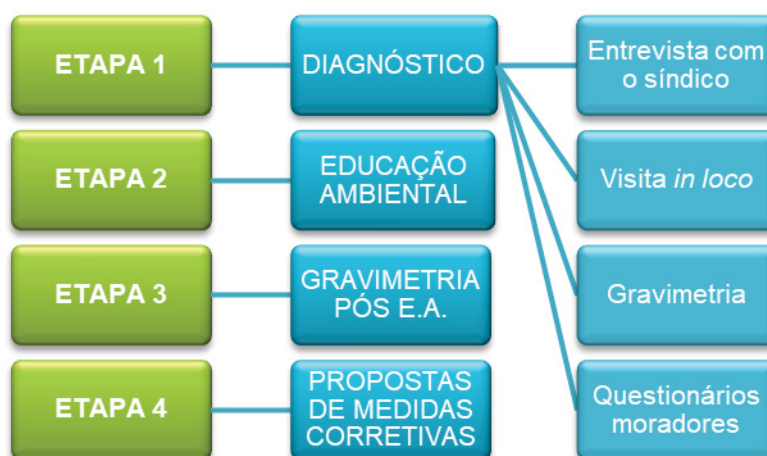 ETAPA 1
DIAGNÓSTICO
Entrevista com
o síndico
ETAPA 2
EDUCAÇÃO
AMBIENTAL
Visita in loco
ETAPA 3
GRAVIMETRIA
PÓS E.A.
Gravimetria
ETAPA 4
PROPOSTAS
DE MEDIDAS
CORRETIVAS
Questionários
moradores